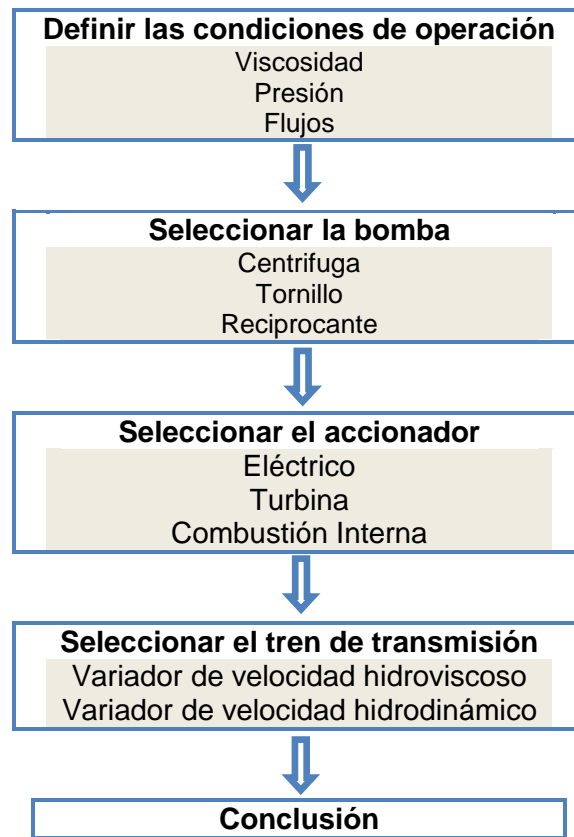 Definir las condiciones de operación
Viscosidad
Presión
Flujos
Seleccionar la bomba
Centrifuga
Tornillo
Reciprocante
Seleccionar el accionador
Eléctrico
Turbina
Combustión Interna
Seleccionar el tren de transmisión
Variador de velocidad hidroviscoso
Variador de velocidad hidrodinámico
Conclusión